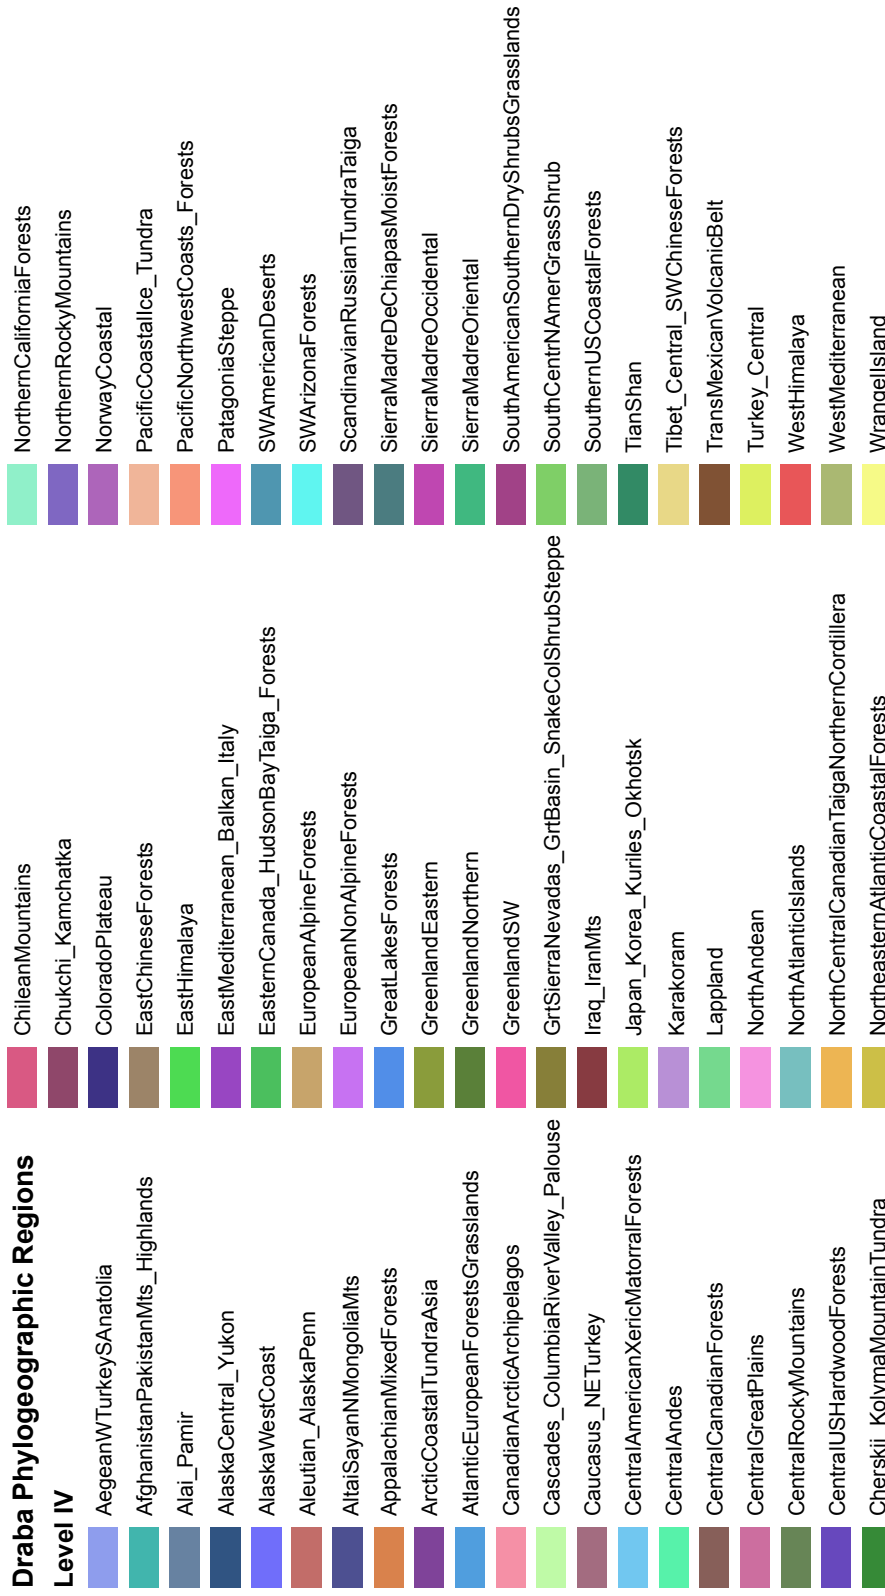 Draba Phylogeographic Regions
Level IV
AegeanWTurkeySAnatolia
AfghanistanPakistanMts_Highlands
Alai_Pamir
AlaskaCentral_Yukon
AlaskaWestCoast
Aleutian_AlaskaPenn
AltaiSayanNMongoliaMts
AppalachianMixedForests
ArcticCoastalTundraAsia
AtlanticEuropeanForestsGrasslands
CanadianArcticArchipelagos
Cascades_ColumbiaRiverValley_Palouse
Caucasus_NETurkey
CentralAmericanXericMatorralForests
CentralAndes
CentralCanadianForests
CentralGreatPlains
CentralRockyMountains
CentralUSHardwoodForests
Cherskii_KolymaMountainTundra
ChileanMountains
Chukchi_Kamchatka
ColoradoPlateau
EastChineseForests
EastHimalaya
EastMediterranean_Balkan_Italy
EasternCanada_HudsonBayTaiga_Forests
EuropeanAlpineForests
EuropeanNonAlpineForests
GreatLakesForests
GreenlandEastern
GreenlandNorthern
GreenlandSW
GrtSierraNevadas_GrtBasin_SnakeColShrubSteppe
Iraq_IranMts
Japan_Korea_Kuriles_Okhotsk
Karakoram
Lappland
NorthAndean
NorthAtlanticIslands
NorthCentralCanadianTaigaNorthernCordillera
NortheasternAtlanticCoastalForests
NorthernCaliforniaForests
NorthernRockyMountains
NorwayCoastal
PacificCoastalIce_Tundra
PacificNorthwestCoasts_Forests
PatagoniaSteppe
SWAmericanDeserts
SWArizonaForests
ScandinavianRussianTundraTaiga
SierraMadreDeChiapasMoistForests
SierraMadreOccidental
SierraMadreOriental
SouthAmericanSouthernDryShrubsGrasslands
SouthCentrNAmerGrassShrub
SouthernUSCoastalForests
TianShan
Tibet_Central_SWChineseForests
TransMexicanVolcanicBelt
Turkey_Central
WestHimalaya
WestMediterranean
WrangelIsland